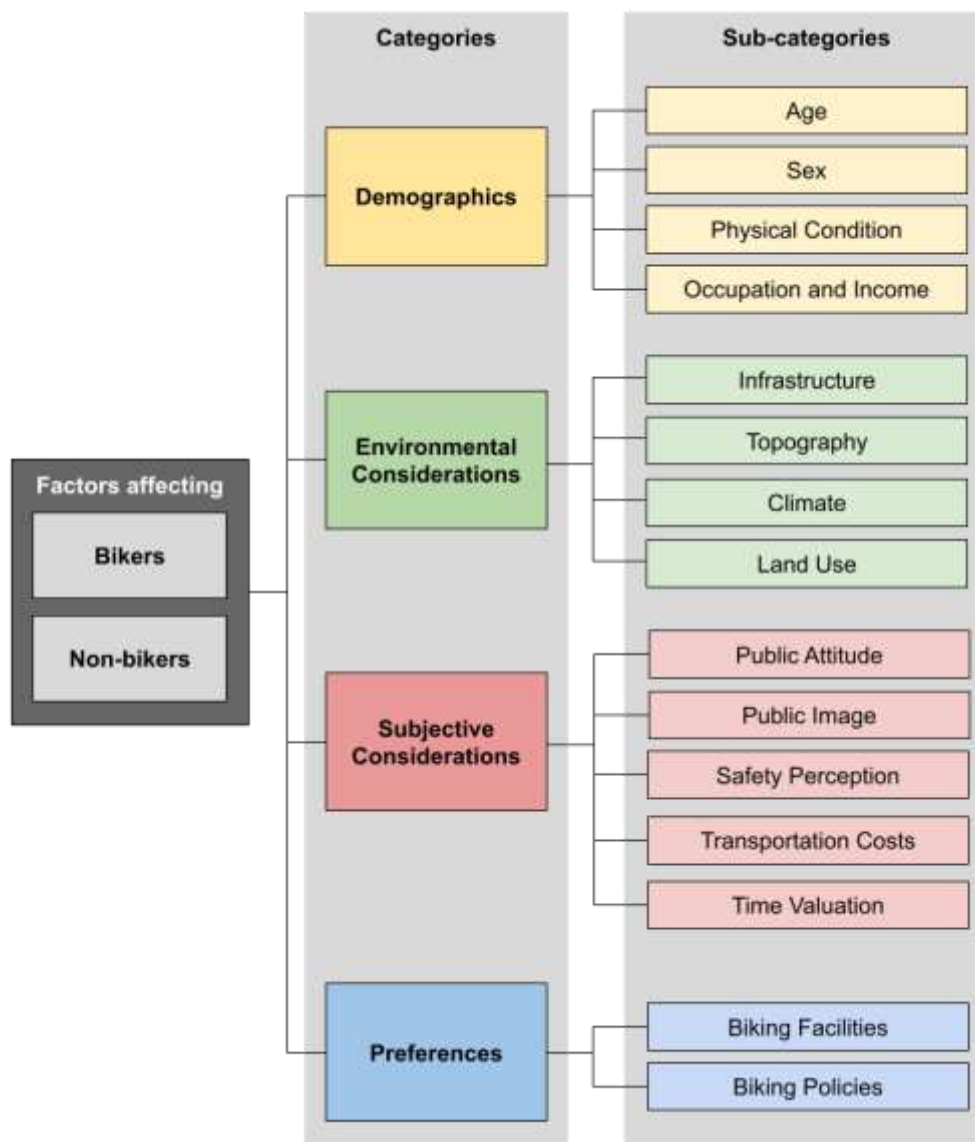 Categories
Sub-categories
Factors affecting
Bikers
Non-bikers
Demographics
Age
Sex
Physical Condition
Occupation and Income
Environmental
Considerations
Infrastructure
Topography
Climate
Land Use
Subjective
Considerations
Public Attitude
Public Image
Safety Perception
Transportation Costs
Time Valuation
Preferences
Biking Facilities
Biking Policies